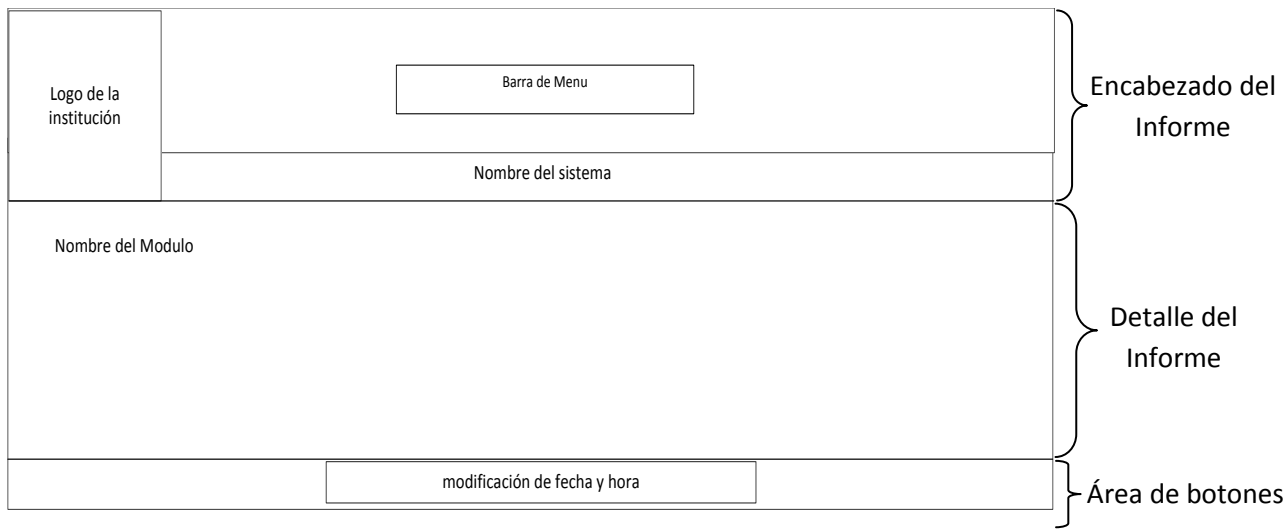 Logo de la
institución
Barra de Menu
Nombre del sistema
Encabezado del
Informe
Nombre del Modulo
Detalle del
Informe
modificación de fecha y hora
Área de botones